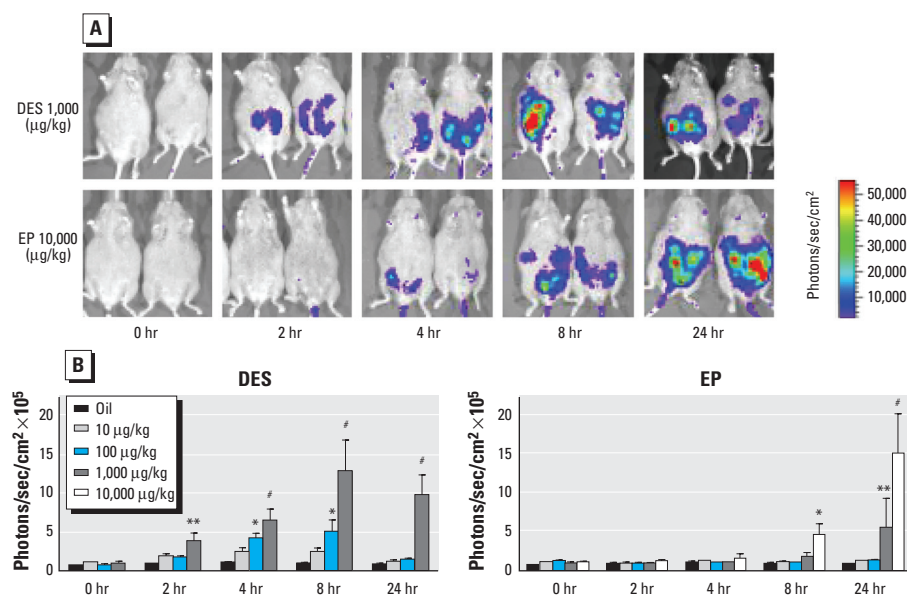 A
DES 1,000
(µg/kg)
EP 10,000
(µg/kg)
0 hr
2 hr
4 hr
8 hr
24 hr
Photons/sec/cm²
50,000
40,000
30,000
20,000
10,000
B
DES
Photons/sec/cm² ×10⁵
20
15
10
5
0
Oil
10 µg/kg
100 µg/kg
1,000 µg/kg
10,000 µg/kg
**
*
#
*
#
#
0 hr
2 hr
4 hr
8 hr
24 hr
EP
Photons/sec/cm² ×10⁵
20
15
10
5
0
*
**
#
0 hr
2 hr
4 hr
8 hr
24 hr